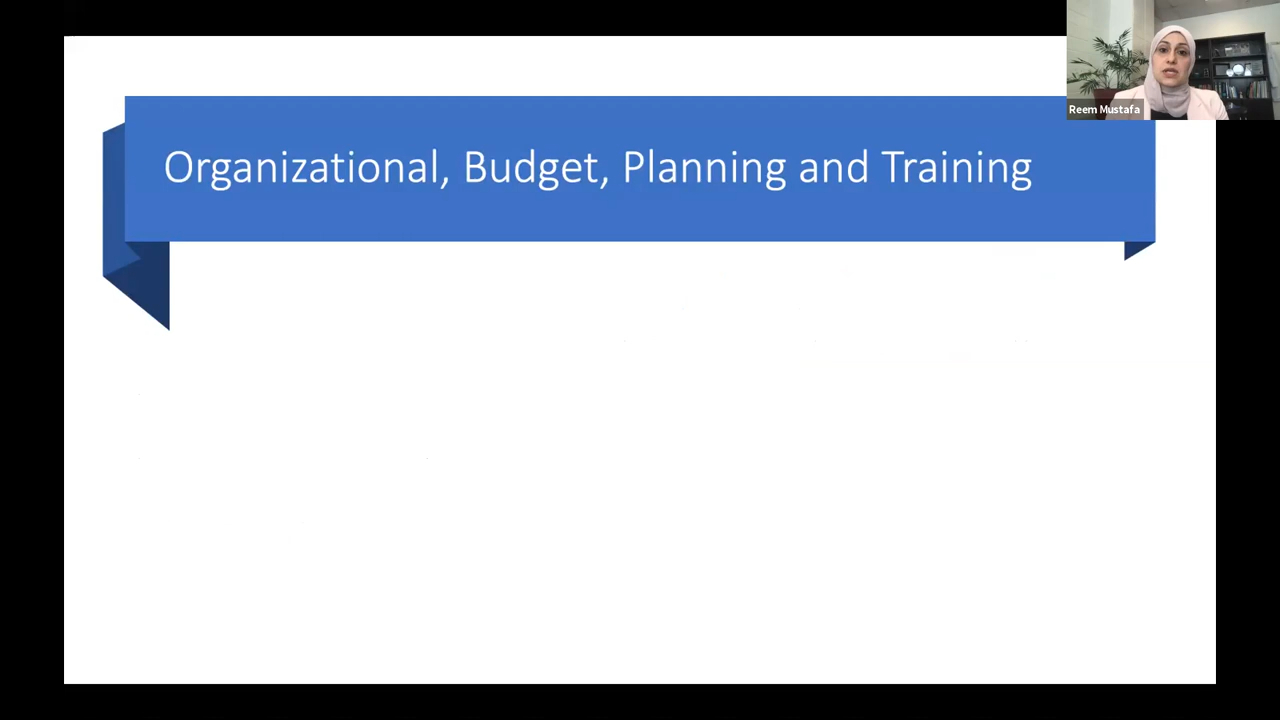 Organizational, Budget, Planning and Training
Reem Mustafa